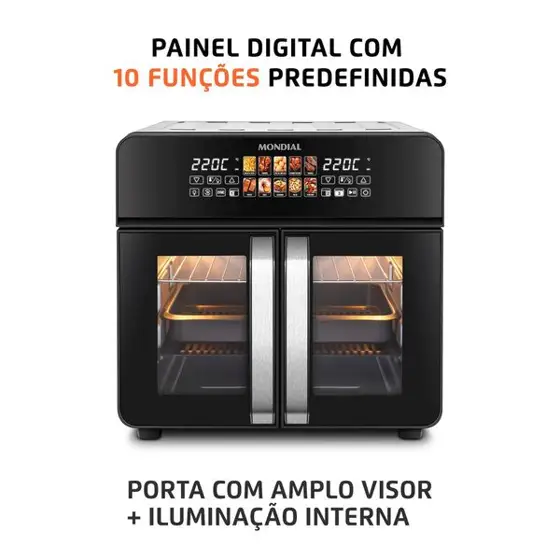 PAINEL DIGITAL COM
10 FUNÇÕES PREDEFINIDAS
MONDIAL
220C 220C
PORTA COM AMPLO VISOR
+ ILUMINAÇÃO INTERNA